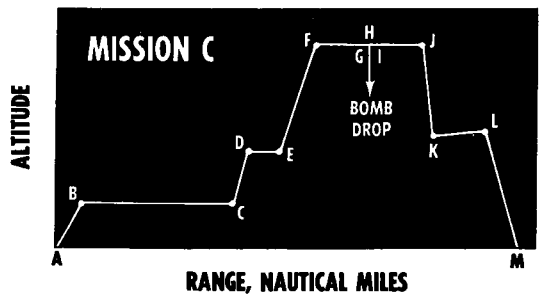 MISSION C
F
H
J
G
I
BOMB
DROP
D
E
K
L
B
C
A
M
ALTITUDE
RANGE, NAUTICAL MILES